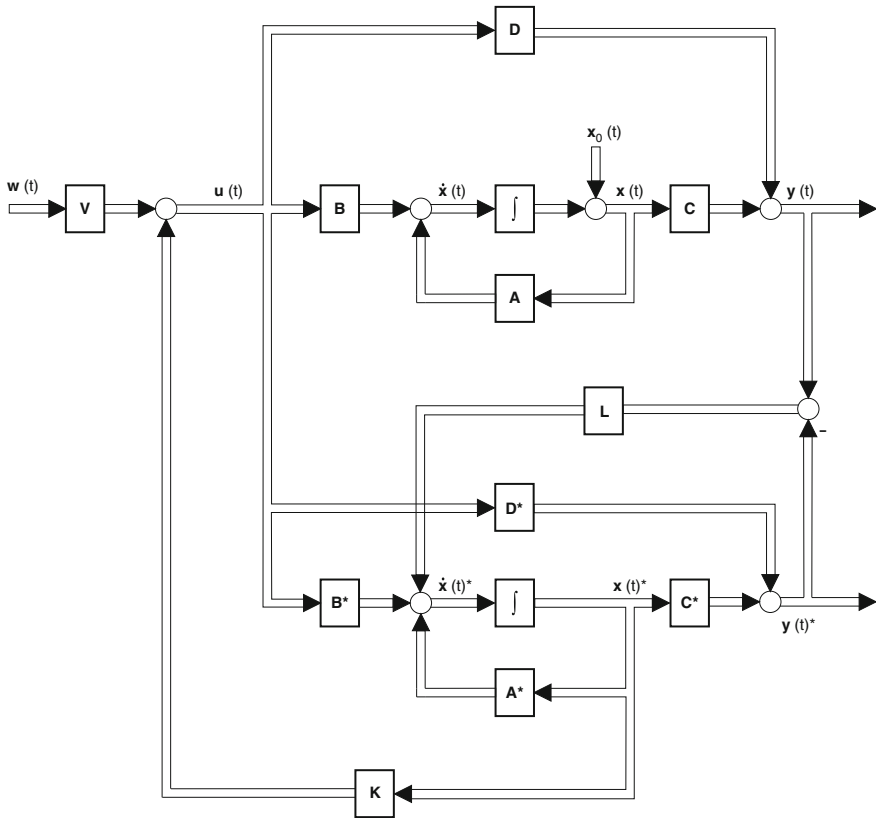 D
x₀ (t)
w (t)
V
u (t)
B
ẋ (t)
∫
x (t)
C
y (t)
A
L
–
D*
B*
ẋ (t)*
∫
x (t)*
C*
y (t)*
A*
K